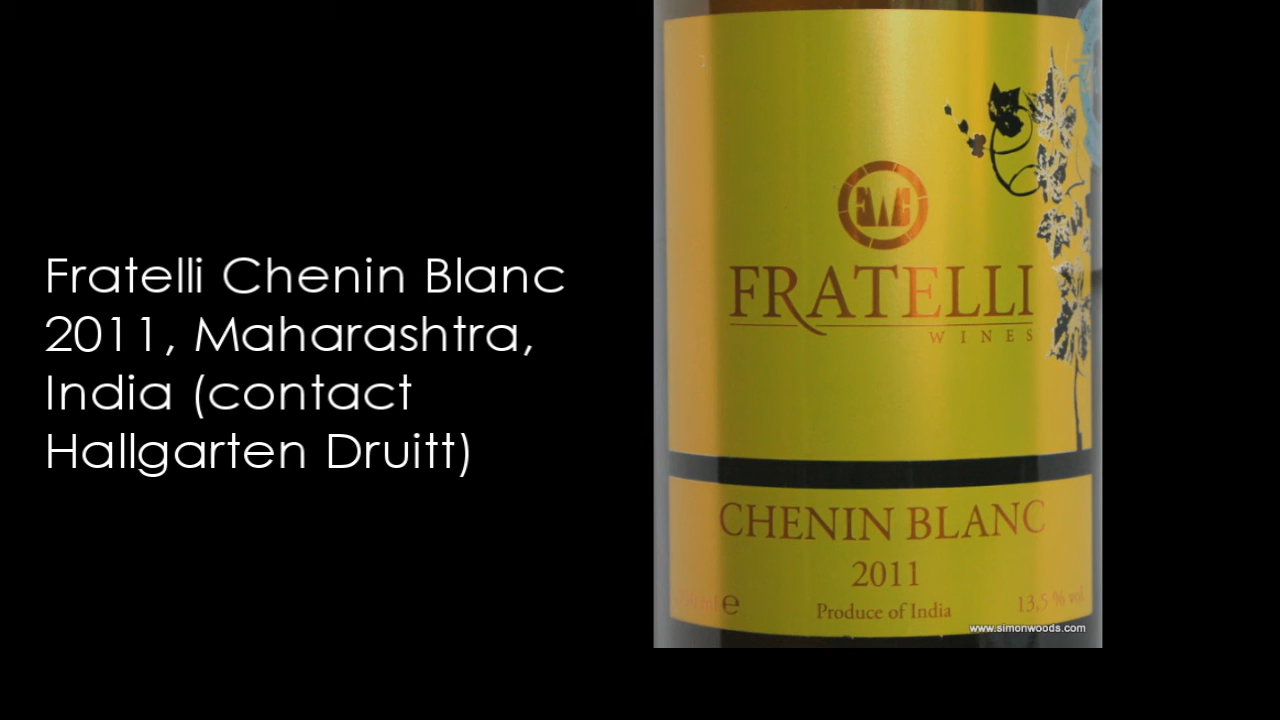 Fratelli Chenin Blanc
2011, Maharashtra,
India (contact
Hallgarten Druitt)
FRATELLI
WINES
CHENIN BLANC
2011
e
Produce of India
13,5 % vol.
www.simonwoods.com